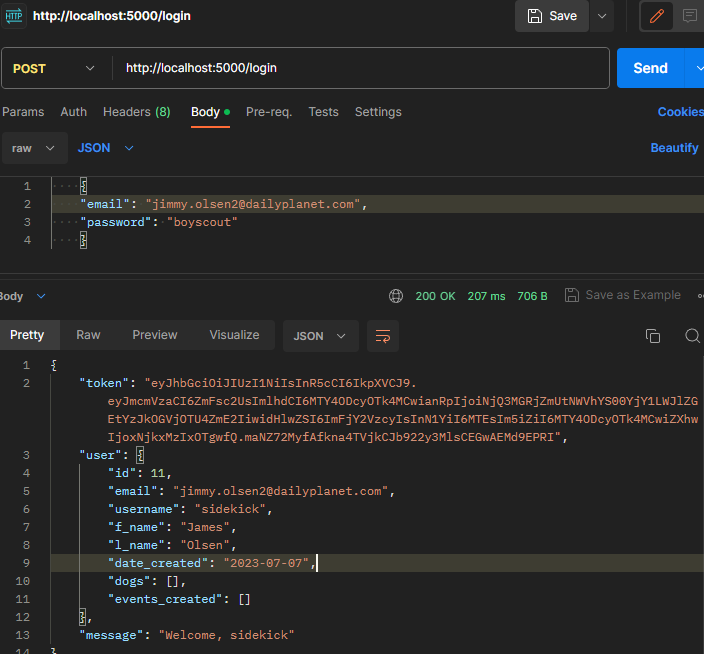 HTTP http://localhost:5000/login Save
POST http://localhost:5000/login Send
Params Auth Headers (8) Body Pre-req. Tests Settings Cookies
raw JSON Beautify
1 {
2 "email": "jimmy.olsen2@dailyplanet.com",
3 "password": "boyscout"
4 }
Body 200 OK 207 ms 706 B Save as Example
Pretty Raw Preview Visualize JSON
1 {
2 "token": "eyJhbGciOiJIUzI1NiIsInR5cCI6IkpXVCJ9.
eyJmcmVzaCI6ZmFsc2UsImlhdCI6MTY4ODcyOTk4MCwianRpIjoiNjQ3MGRjZmUtNWVhYS00YjY1LWJlZG
EtYzJkOGVjOTU4ZmE2IiwidHlwZSI6ImFjY2VzcyIsInN1YiI6MTEsIm5iZiI6MTY4ODcyOTk4MCwiZXhw
IjoxNjkxMzIxOTgwfQ.maNZ72MyfAfkna4TVjkCJb922y3MlsCEGwAEMd9EPRI",
3 "user": {
4 "id": 11,
5 "email": "jimmy.olsen2@dailyplanet.com",
6 "username": "sidekick",
7 "f_name": "James",
8 "l_name": "Olsen",
9 "date_created": "2023-07-07",
10 "dogs": [],
11 "events_created": []
12 },
13 "message": "Welcome, sidekick"
14 }